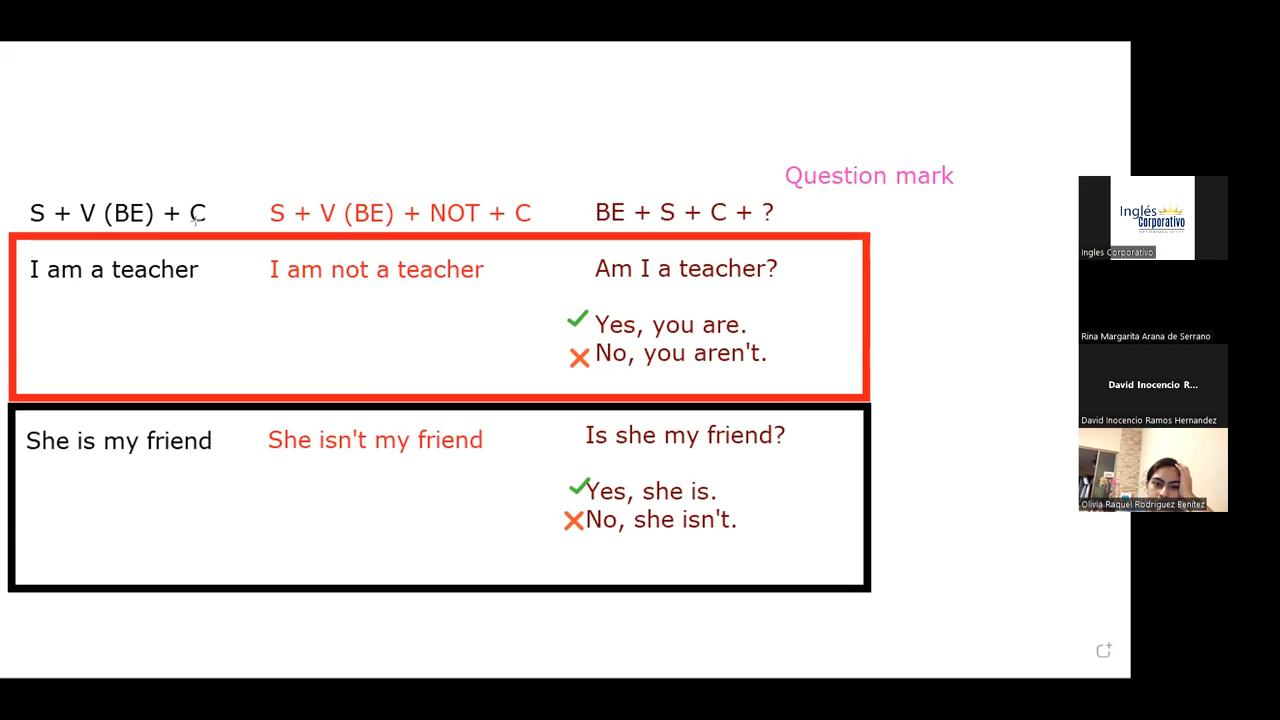 Question mark
S + V (BE) + C
S + V (BE) + NOT + C
BE + S + C + ?
I am a teacher
I am not a teacher
Am I a teacher?
Yes, you are.
No, you aren't.
She is my friend
She isn't my friend
Is she my friend?
Yes, she is.
No, she isn't.
Inglés
Corporativo
Ingles Corporativo
Rina Margarita Arana de Serrano
David Inocencio R...
David Inocencio Ramos Hernandez
Olivia Raquel Rodríguez Benítez